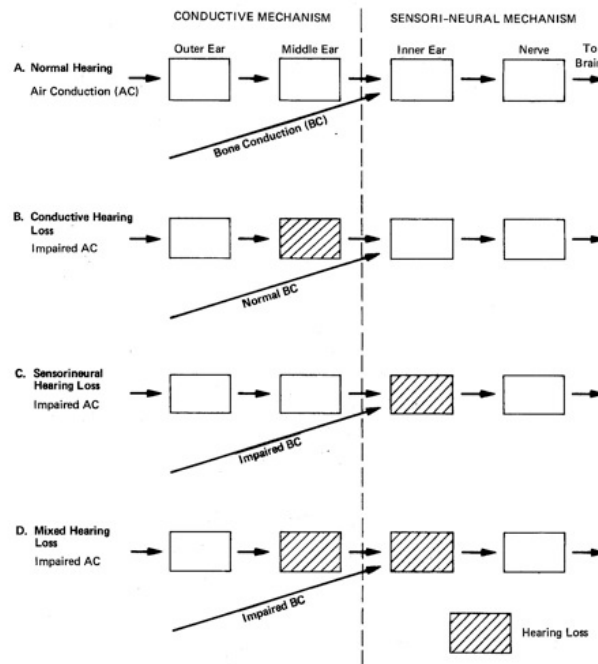 CONDUCTIVE MECHANISM
SENSORI-NEURAL MECHANISM
Outer Ear
Middle Ear
Inner Ear
Nerve
To
Brain
A. Normal Hearing
Air Conduction (AC)
Bone Conduction (BC)
B. Conductive Hearing
Loss
Impaired AC
Normal BC
C. Sensorineural
Hearing Loss
Impaired AC
Impaired BC
D. Mixed Hearing
Loss
Impaired AC
Impaired BC
Hearing Loss